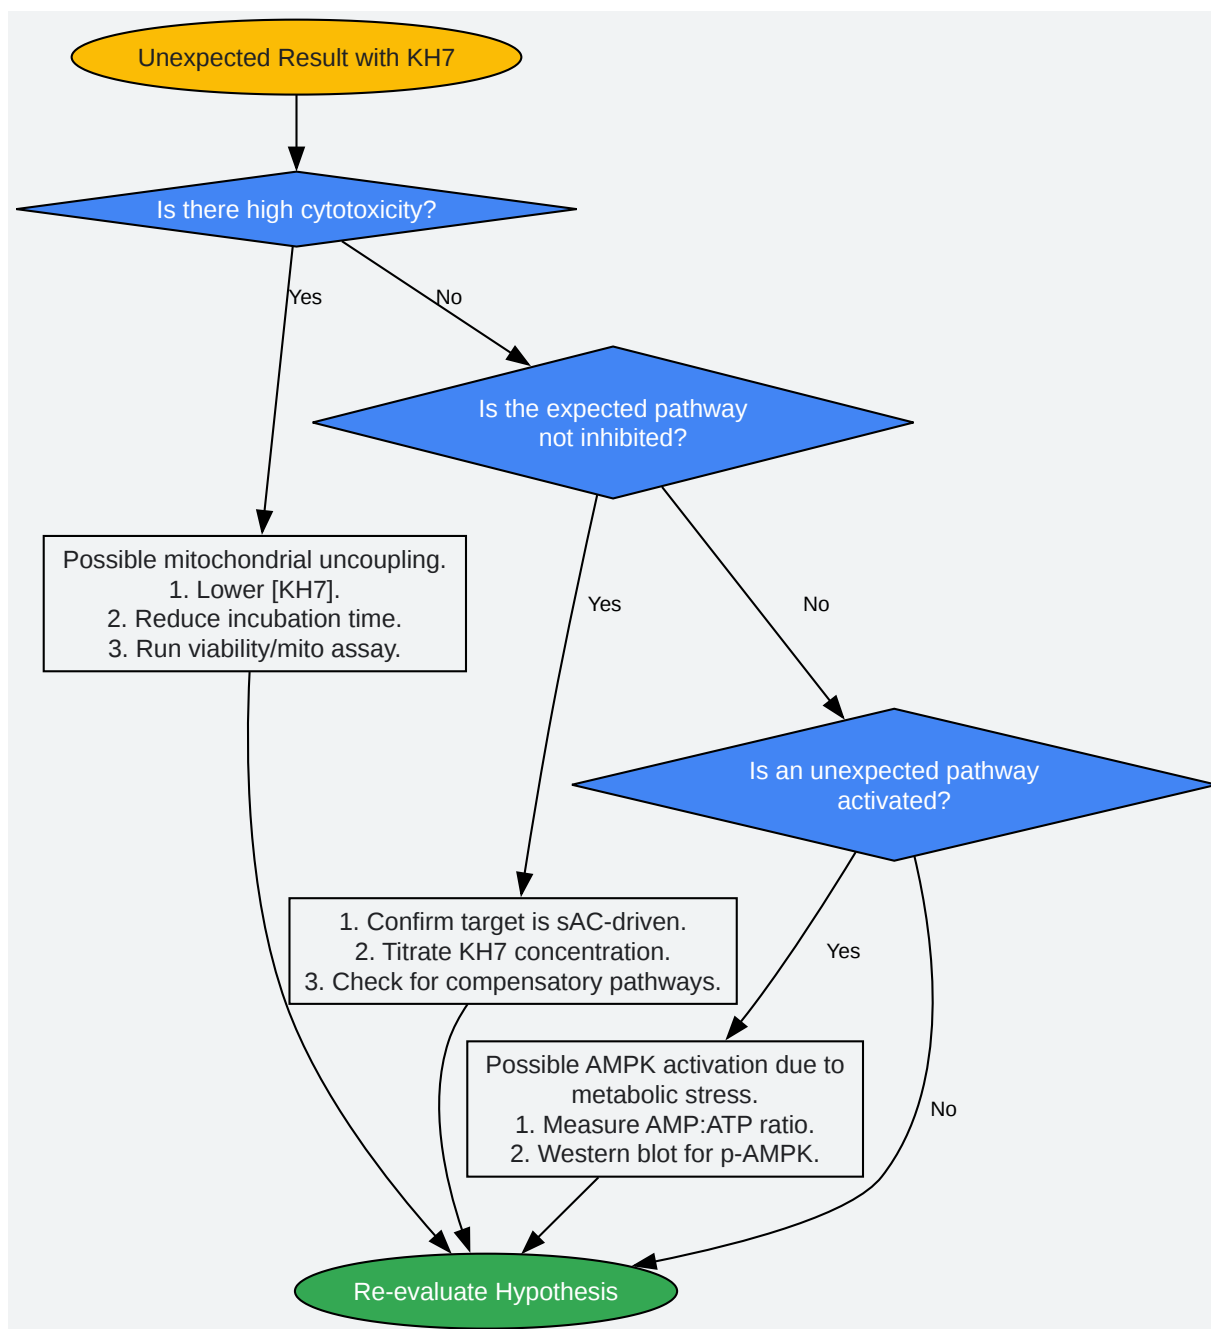 Unexpected Result with KH7
Is there high cytotoxicity?
Yes
No
Is the expected pathway
not inhibited?
Possible mitochondrial uncoupling.
1. Lower [KH7].
2. Reduce incubation time.
3. Run viability/mito assay.
Yes
No
Is an unexpected pathway
activated?
1. Confirm target is sAC-driven.
2. Titrate KH7 concentration.
3. Check for compensatory pathways.
Yes
Possible AMPK activation due to
metabolic stress.
1. Measure AMP:ATP ratio.
2. Western blot for p-AMPK.
No
Re-evaluate Hypothesis